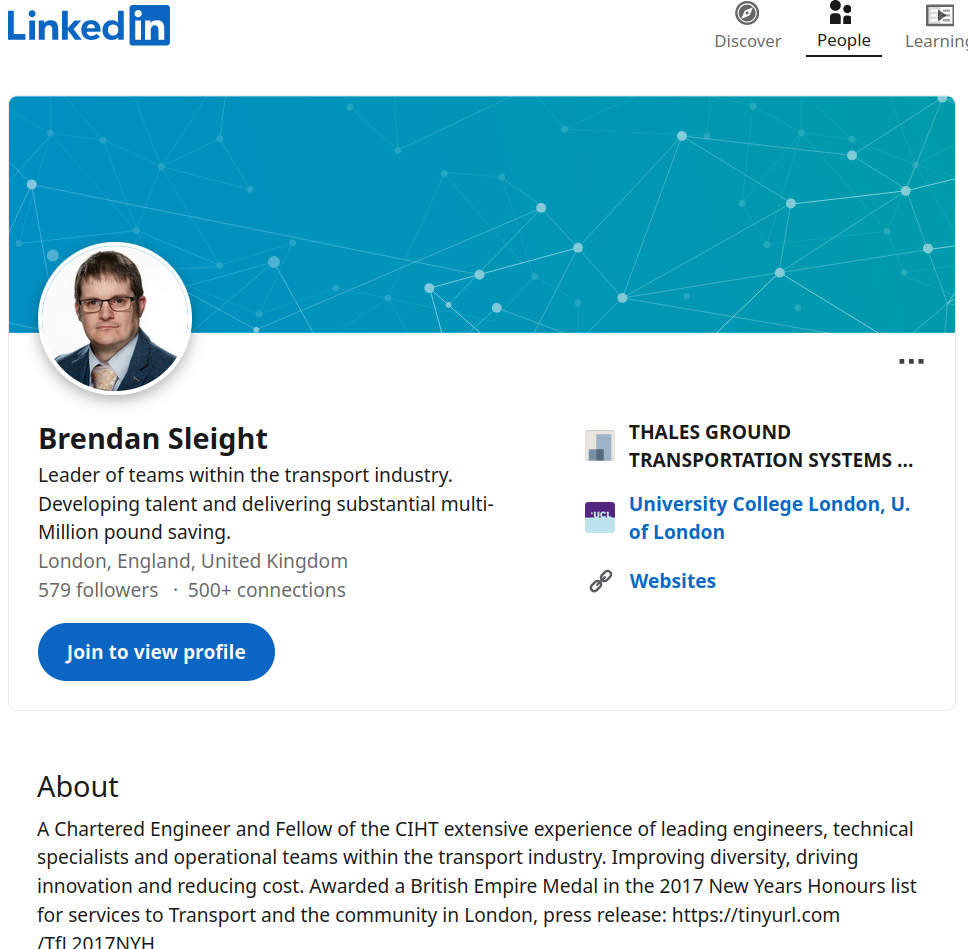 Linked in
Discover
People
Learning
Brendan Sleight
Leader of teams within the transport industry.
Developing talent and delivering substantial multi-
Million pound saving.
London, England, United Kingdom
579 followers · 500+ connections
Join to view profile
THALES GROUND
TRANSPORTATION SYSTEMS ...
UCL
University College London, U.
of London
Websites
About
A Chartered Engineer and Fellow of the CIHT extensive experience of leading engineers, technical
specialists and operational teams within the transport industry. Improving diversity, driving
innovation and reducing cost. Awarded a British Empire Medal in the 2017 New Years Honours list
for services to Transport and the community in London, press release: https://tinyurl.com
/TfL2017NYH